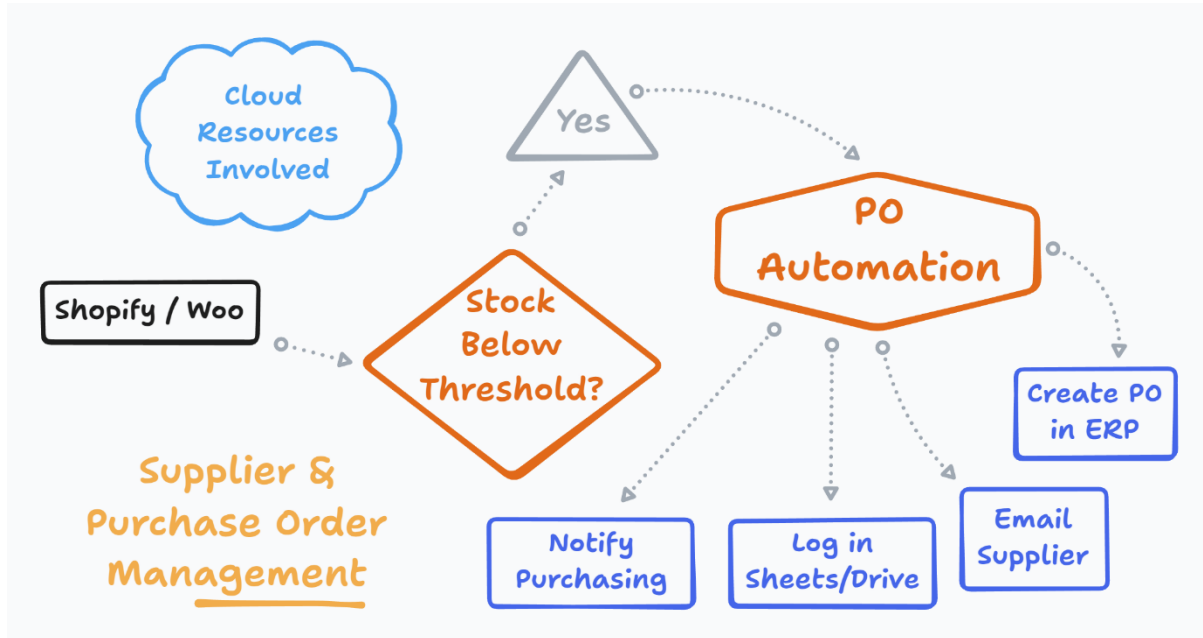 Cloud
Resources
Involved
Yes
PO
Automation
Shopify / Woo
Stock
Below
Threshold?
Create PO
in ERP
Supplier &
Purchase Order
Management
Notify
Purchasing
Log in
Sheets/Drive
Email
Supplier